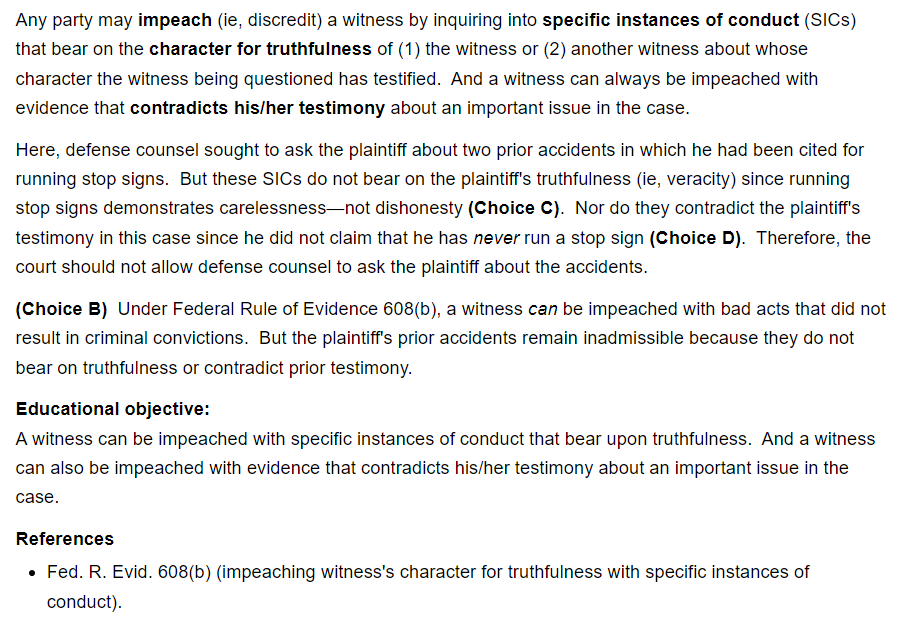 Any party may impeach (ie, discredit) a witness by inquiring into specific instances of conduct (SICs)
that bear on the character for truthfulness of (1) the witness or (2) another witness about whose
character the witness being questioned has testified.  And a witness can always be impeached with
evidence that contradicts his/her testimony about an important issue in the case.
Here, defense counsel sought to ask the plaintiff about two prior accidents in which he had been cited for
running stop signs.  But these SICs do not bear on the plaintiff's truthfulness (ie, veracity) since running
stop signs demonstrates carelessness—not dishonesty (Choice C).  Nor do they contradict the plaintiff's
testimony in this case since he did not claim that he has never run a stop sign (Choice D).  Therefore, the
court should not allow defense counsel to ask the plaintiff about the accidents.
(Choice B)  Under Federal Rule of Evidence 608(b), a witness can be impeached with bad acts that did not
result in criminal convictions.  But the plaintiff's prior accidents remain inadmissible because they do not
bear on truthfulness or contradict prior testimony.
Educational objective:
A witness can be impeached with specific instances of conduct that bear upon truthfulness.  And a witness
can also be impeached with evidence that contradicts his/her testimony about an important issue in the
case.
References
• Fed. R. Evid. 608(b) (impeaching witness's character for truthfulness with specific instances of
conduct).